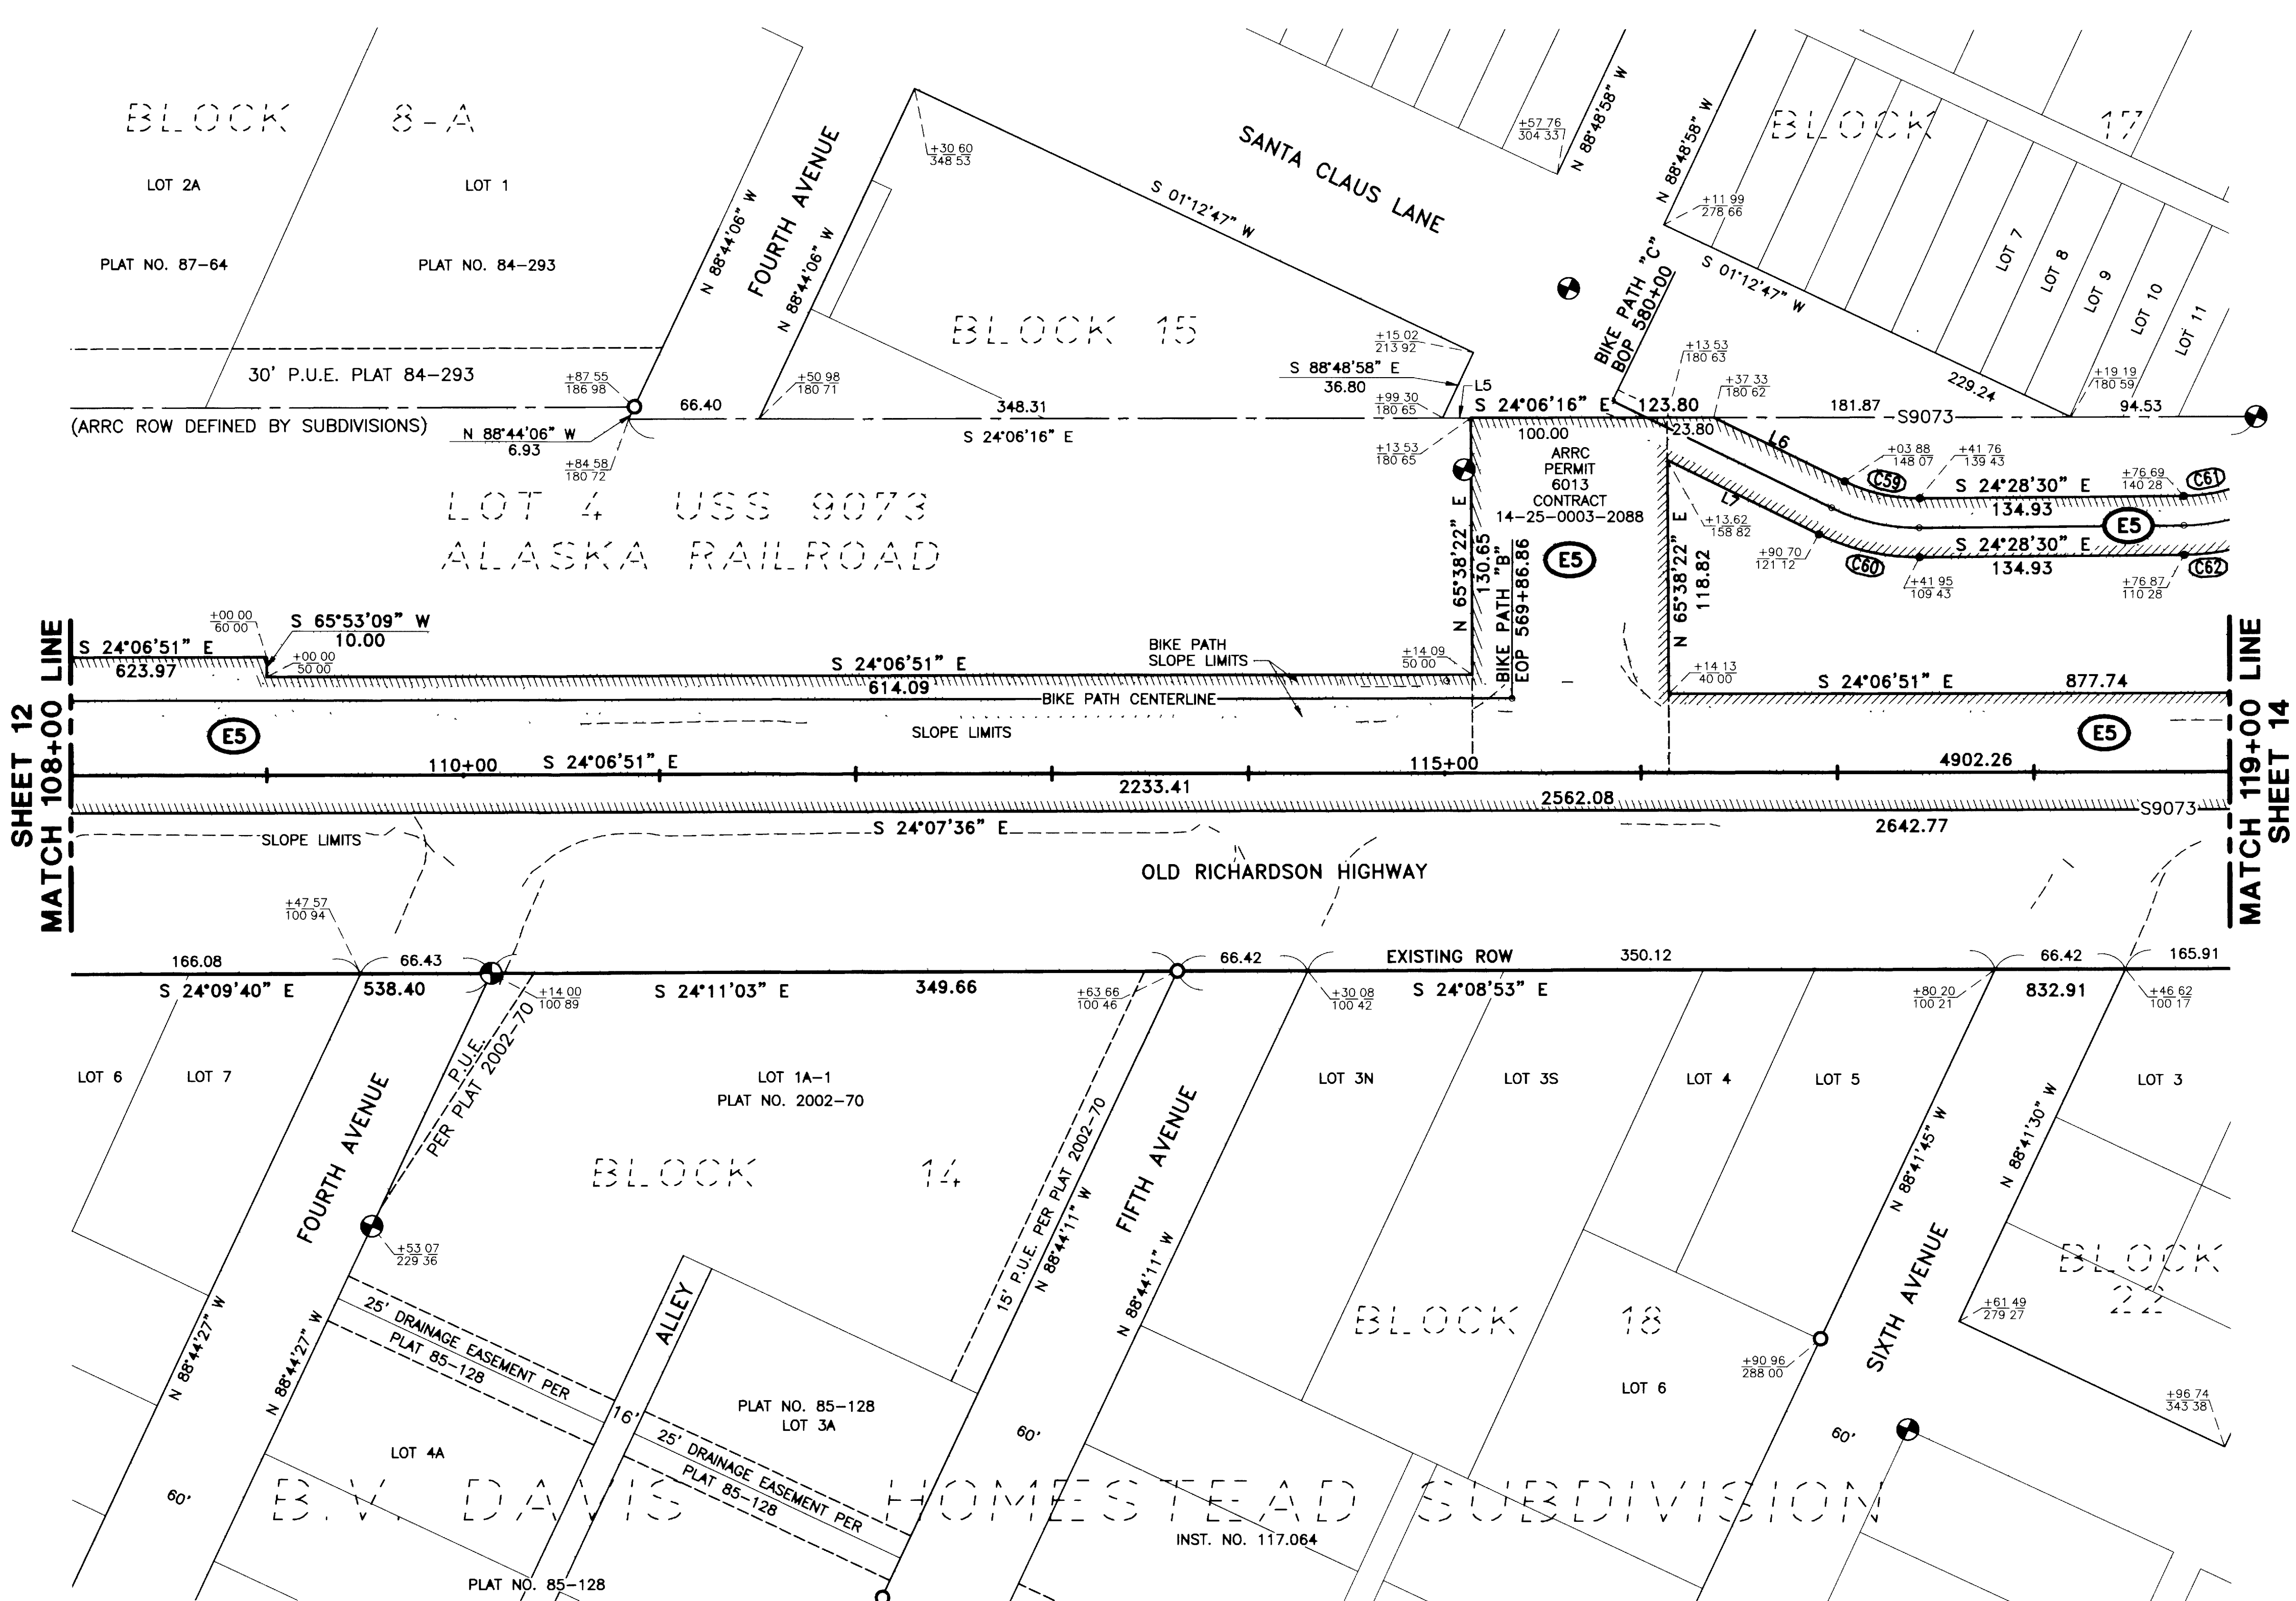 BLOCK 8-A
LOT 2A
LOT 1
PLAT NO. 87-64
PLAT NO. 84-293
30' P.U.E. PLAT 84-293
(ARRC ROW DEFINED BY SUBDIVISIONS)
N 88°44'06" W
FOURTH AVENUE
N 88°44'06" W
+30.60
348.53
SANTA CLAUS LANE
S 01°12'47" W
BLOCK 15
+57.76
304.33
N 88°48'58" W
N 88°48'58" W
BLOCK 17
+11.99
278.66
S 01°12'47" W
LOT 7
LOT 8
LOT 9
LOT 10
LOT 11
229.24
+19.19
180.59
+87.55
186.98
66.40
+50.98
180.71
348.31
S 24°06'16" E
N 88°44'06" W
6.93
+84.58
180.72
+15.02
213.92
S 88°48'58" E
36.80
+99.30
180.65
L5
BIKE PATH "C"
BOP 580+00
+13.53
180.63
+37.33
180.62
S 24°06'16" E 123.80
100.00
23.80
181.87
S9073
94.53
+13.53
180.65
ARRC
PERMIT
6013
CONTRACT
14-25-0003-2088
E5
L6
+03.88
148.07
C59
+41.76
139.43
S 24°28'30" E
134.93
+76.69
140.28
C61
E5
L7
+13.62
158.82
+90.70
121.12
C60
S 24°28'30" E
134.93
+41.95
109.43
+76.87
110.28
C62
LOT 4 USS 9073
ALASKA RAILROAD
N 65°38'22" E
130.65
BIKE PATH "B"
EOP 569+86.86
N 65°38'22" E
118.82
+00.00
60.00
S 65°53'09" W
10.00
S 24°06'51" E
623.97
+00.00
50.00
S 24°06'51" E
614.09
BIKE PATH
SLOPE LIMITS
+14.09
50.00
+14.13
40.00
S 24°06'51" E 877.74
BIKE PATH CENTERLINE
SLOPE LIMITS
E5
E5
SHEET 12
MATCH 108+00 LINE
MATCH 119+00 LINE
SHEET 14
110+00
S 24°06'51" E
115+00
4902.26
2233.41
2562.08
S9073
SLOPE LIMITS
S 24°07'36" E
2642.77
OLD RICHARDSON HIGHWAY
+47.57
100.94
166.08
66.43
66.42
EXISTING ROW
350.12
66.42
165.91
S 24°09'40" E
538.40
+14.00
100.89
S 24°11'03" E
349.66
+63.66
100.46
+30.08
100.42
S 24°08'53" E
+80.20
100.21
832.91
+46.62
100.17
LOT 6
LOT 7
FOURTH AVENUE
P.U.E.
PER PLAT 2002-70
LOT 1A-1
PLAT NO. 2002-70
BLOCK 14
15' P.U.E. PER PLAT 2002-70
N 88°44'11" W
FIFTH AVENUE
N 88°44'11" W
LOT 3N
LOT 3S
LOT 4
LOT 5
N 88°41'45" W
SIXTH AVENUE
N 88°41'30" W
LOT 3
BLOCK
22
+61.49
279.27
+53.07
229.36
N 88°44'27" W
N 88°44'27" W
25' DRAINAGE EASEMENT PER
PLAT 85-128
ALLEY
16'
PLAT NO. 85-128
LOT 3A
25' DRAINAGE EASEMENT PER
PLAT 85-128
BLOCK 18
+90.96
288.00
LOT 6
+96.74
343.38
LOT 4A
60'
60'
60'
B.V. DAVIS HOMESTEAD SUBDIVISION
INST. NO. 117.064
PLAT NO. 85-128